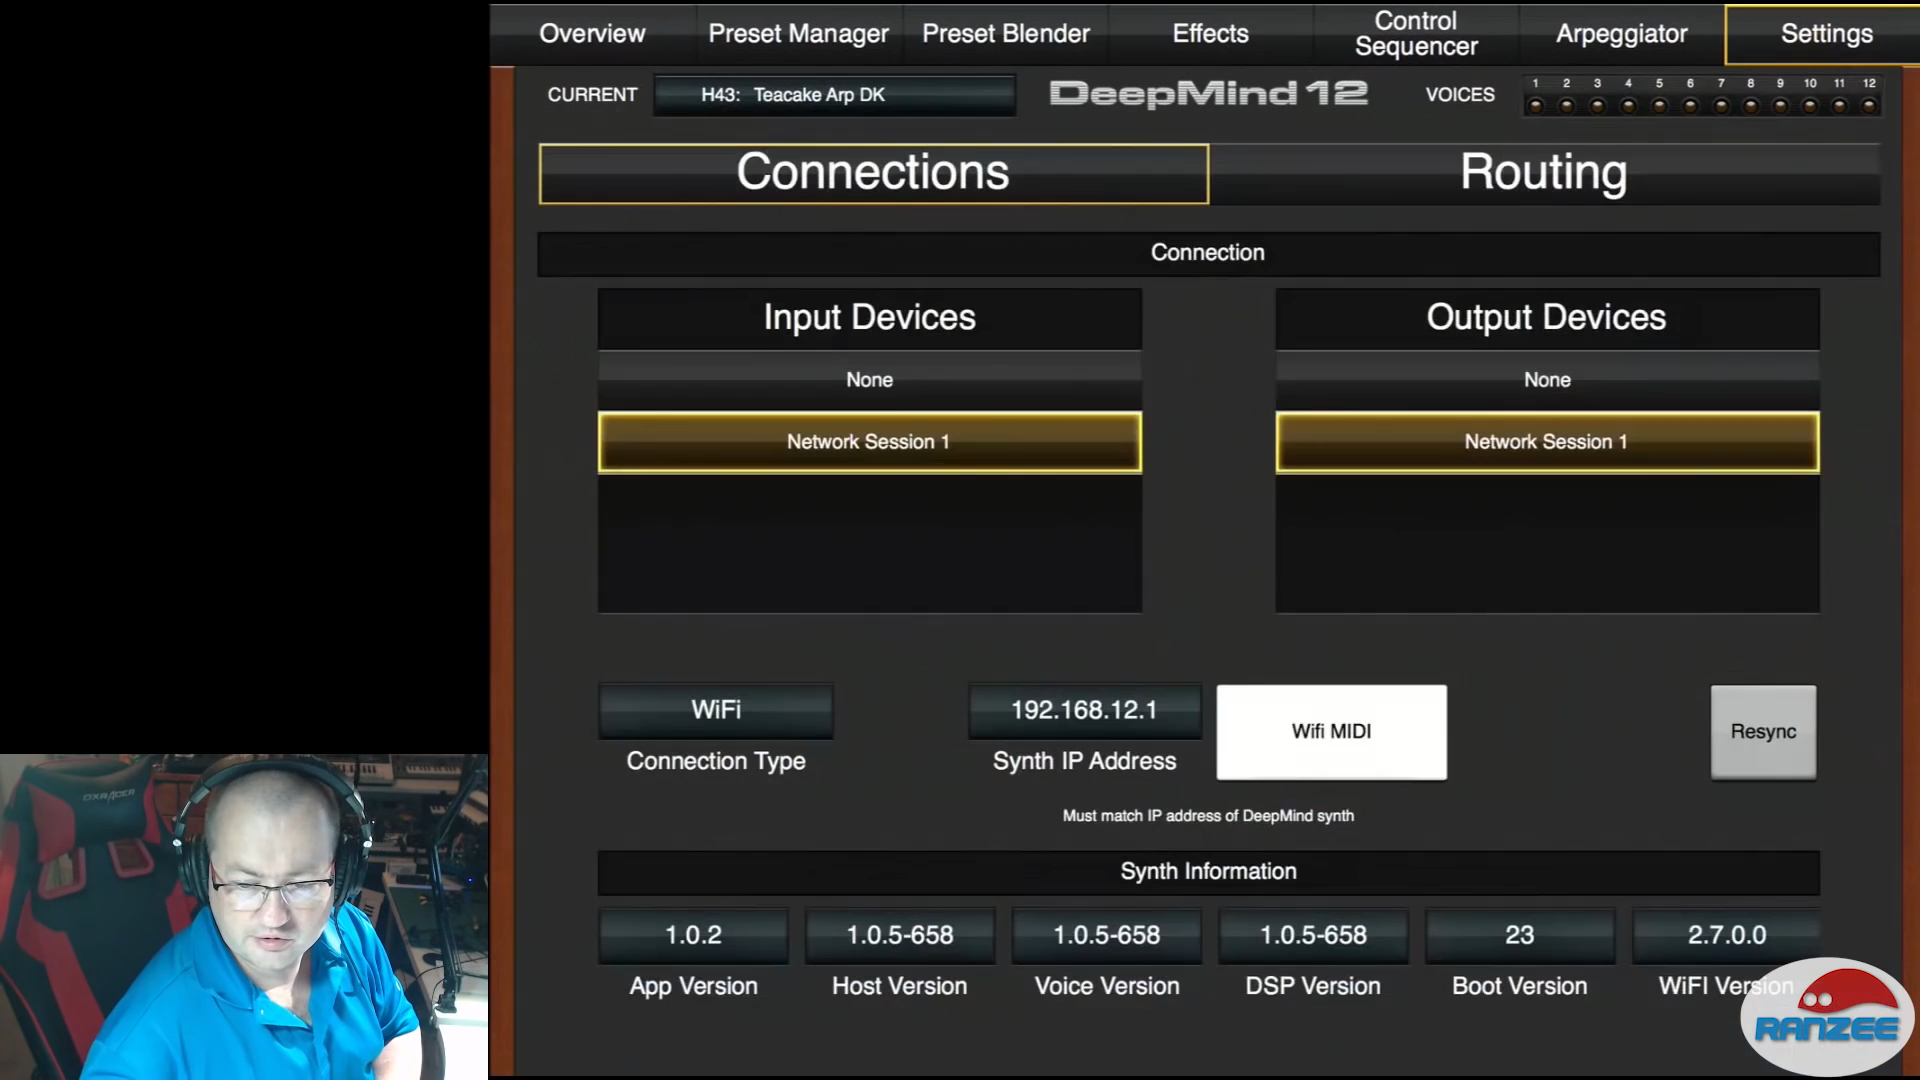 Overview
Preset Manager
Preset Blender
Effects
Control
Sequencer
Arpeggiator
Settings
CURRENT
H43: Teacake Arp DK
DeepMind 12
VOICES
1 2 3 4 5 6 7 8 9 10 11 12
Connections
Routing
Connection
Input Devices
Output Devices
None
None
Network Session 1
Network Session 1
WiFi
Connection Type
192.168.12.1
Synth IP Address
Wifi MIDI
Resync
Must match IP address of DeepMind synth
Synth Information
1.0.2
1.0.5-658
1.0.5-658
1.0.5-658
23
2.7.0.0
App Version
Host Version
Voice Version
DSP Version
Boot Version
WiFI Version
OXRACER
RANZEE